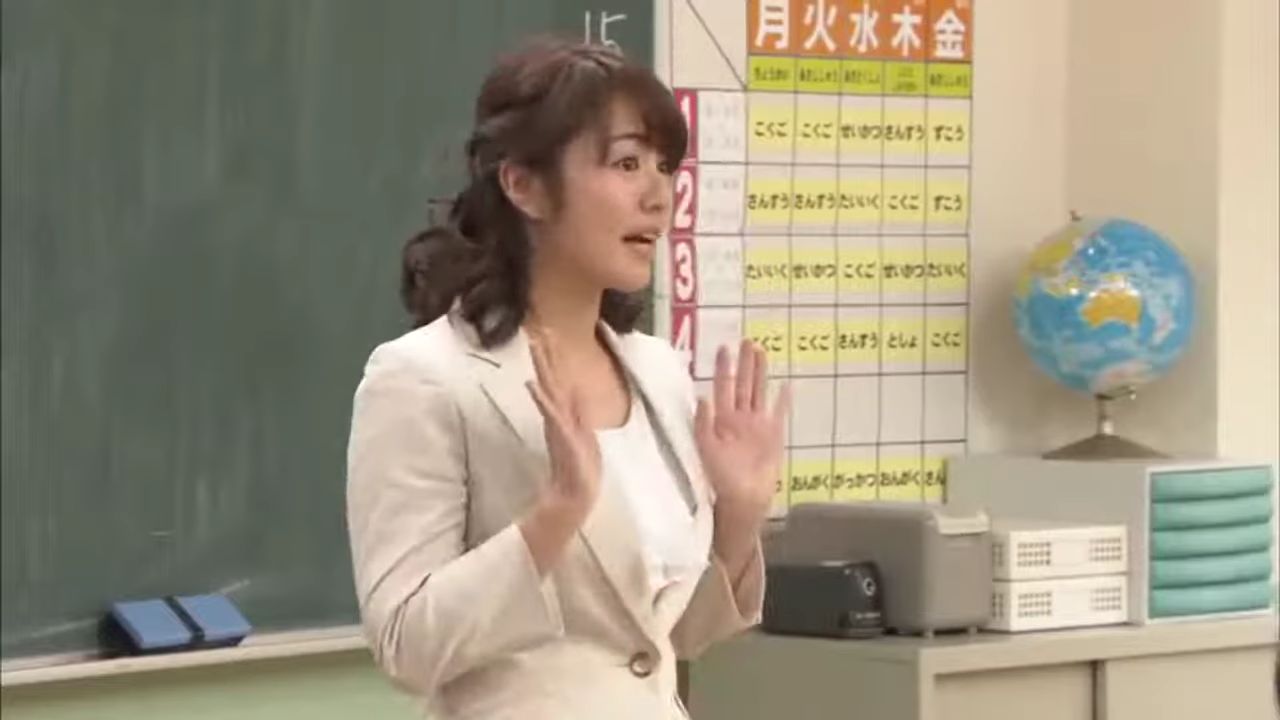 15
月 火 水 木 金
1 こくご こくご せいかつ さんすう ずこう
2 さんすう さんすう たいいく こくご ずこう
3 たいいく せいかつ こくご せいかつ たいいく
4 こくご こくご さんすう としょ こくご
おんがく がっかつ おんがく さん